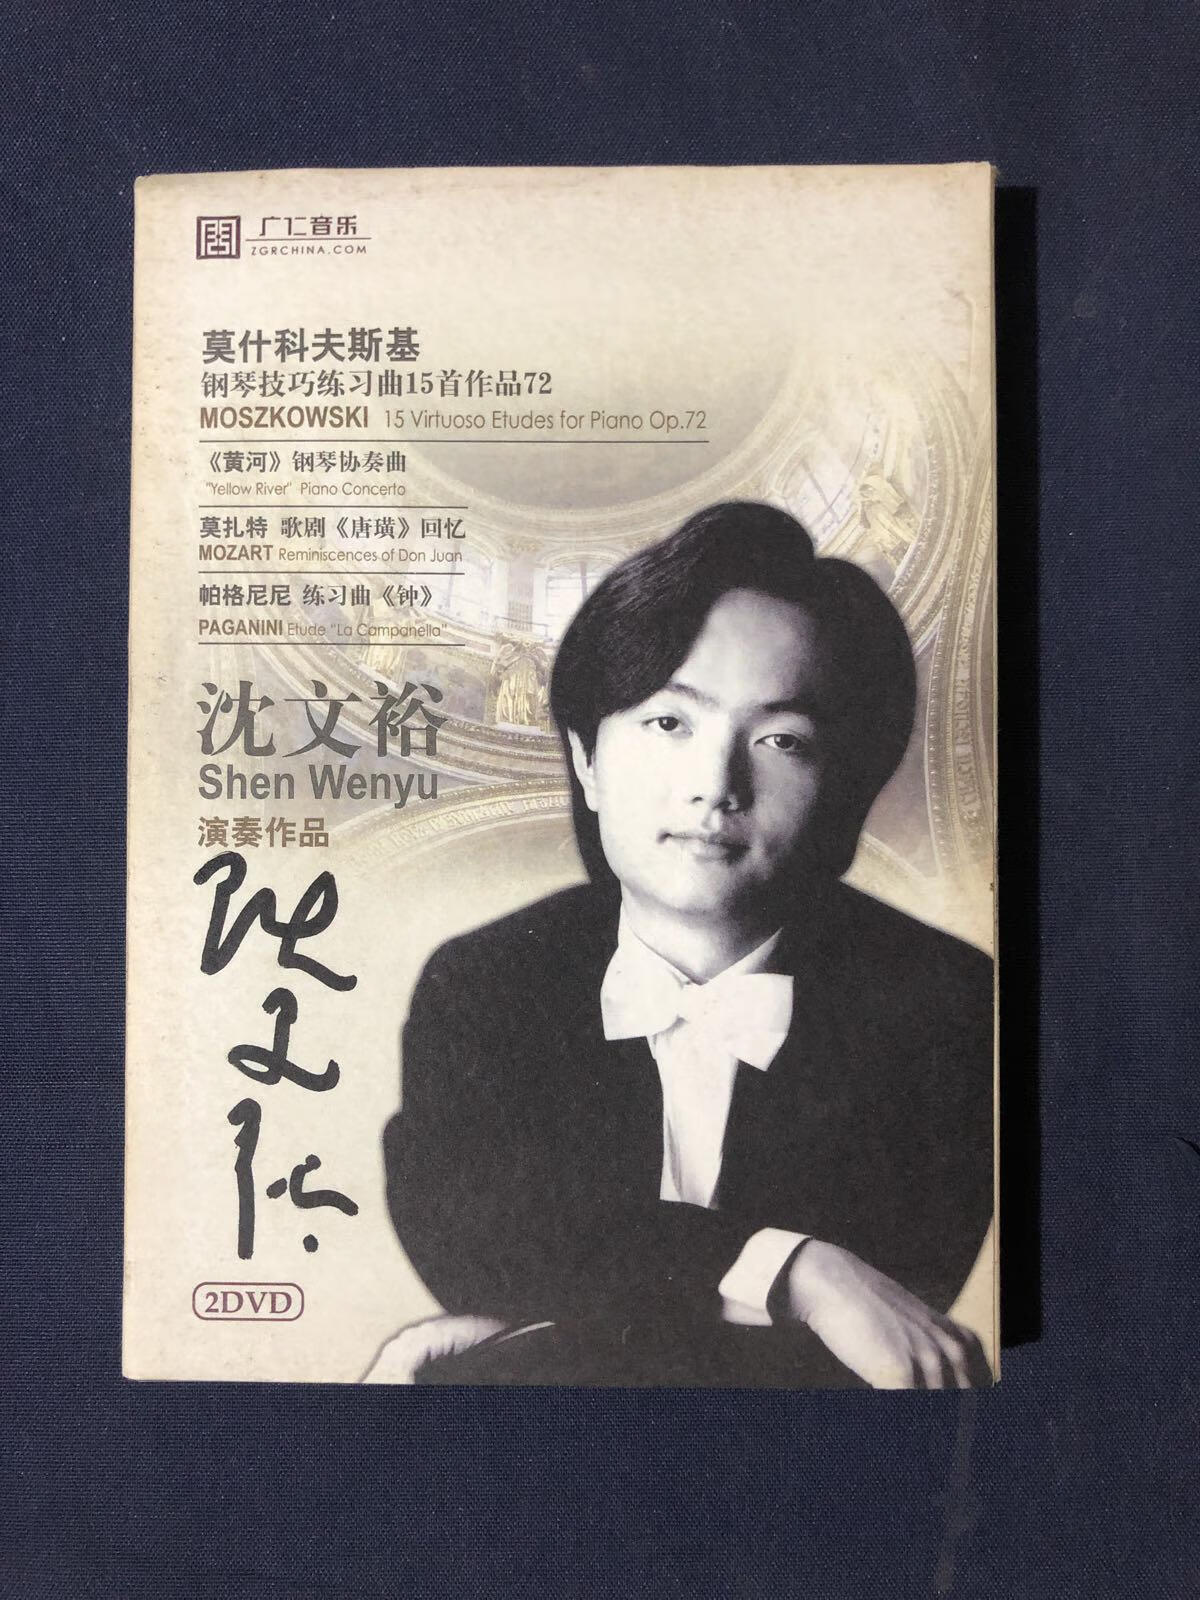 广仁音乐
ZGRCHINA.COM
莫什科夫斯基
钢琴技巧练习曲15首作品72
MOSZKOWSKI 15 Virtuoso Etudes for Piano Op.72
《黄河》钢琴协奏曲
"Yellow River" Piano Concerto
莫扎特 歌剧《唐璜》回忆
MOZART Reminiscences of Don Juan
帕格尼尼 练习曲《钟》
PAGANINI Etude "La Campanella"
沈文裕
Shen Wenyu
演奏作品
2DVD